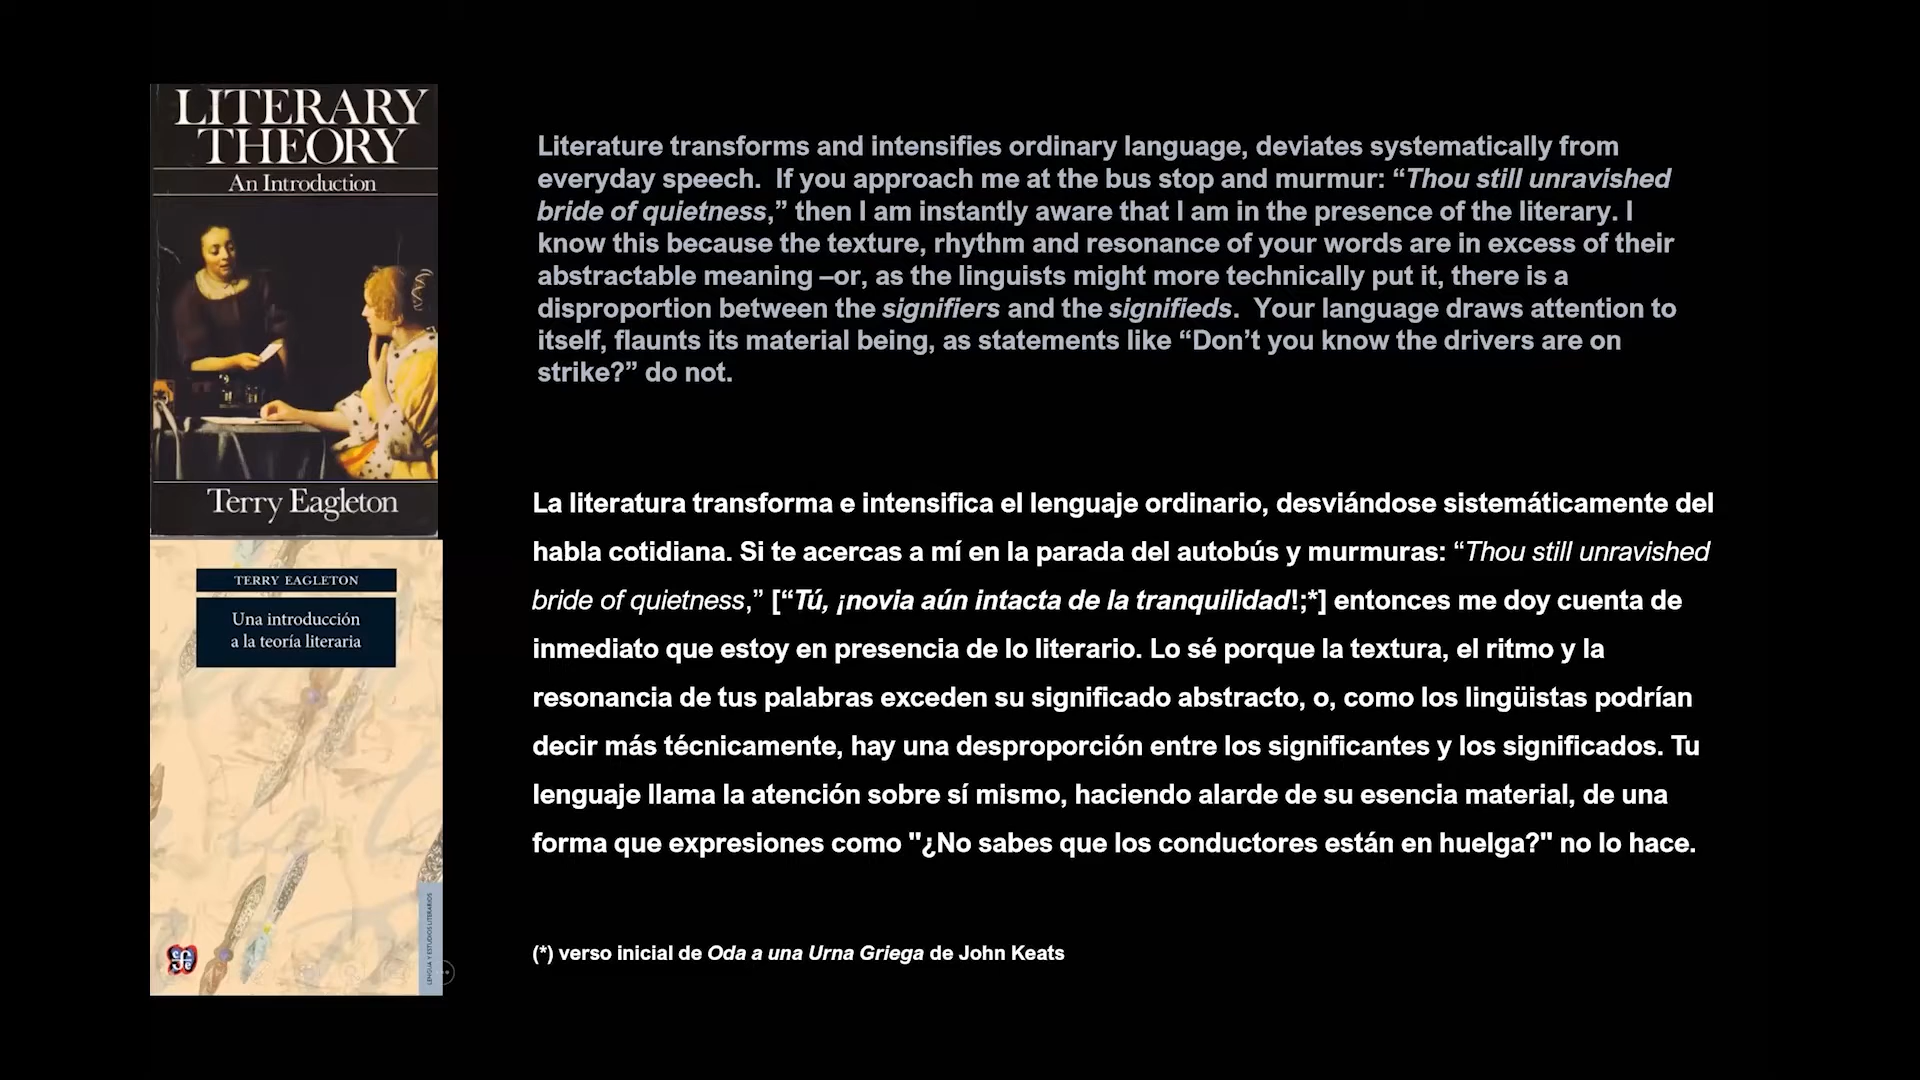 LITERARY
THEORY
An Introduction
Terry Eagleton
TERRY EAGLETON
Una introducción
a la teoría literaria
LENGUA Y ESTUDIOS LITERARIOS
Literature transforms and intensifies ordinary language, deviates systematically from
everyday speech.  If you approach me at the bus stop and murmur: “Thou still unravished
bride of quietness,” then I am instantly aware that I am in the presence of the literary. I
know this because the texture, rhythm and resonance of your words are in excess of their
abstractable meaning –or, as the linguists might more technically put it, there is a
disproportion between the signifiers and the signifieds.  Your language draws attention to
itself, flaunts its material being, as statements like “Don’t you know the drivers are on
strike?” do not.
La literatura transforma e intensifica el lenguaje ordinario, desviándose sistemáticamente del
habla cotidiana. Si te acercas a mí en la parada del autobús y murmuras: “Thou still unravished
bride of quietness,” [“Tú, ¡novia aún intacta de la tranquilidad!;*] entonces me doy cuenta de
inmediato que estoy en presencia de lo literario. Lo sé porque la textura, el ritmo y la
resonancia de tus palabras exceden su significado abstracto, o, como los lingüistas podrían
decir más técnicamente, hay una desproporción entre los significantes y los significados. Tu
lenguaje llama la atención sobre sí mismo, haciendo alarde de su esencia material, de una
forma que expresiones como "¿No sabes que los conductores están en huelga?" no lo hace.
(*) verso inicial de Oda a una Urna Griega de John Keats